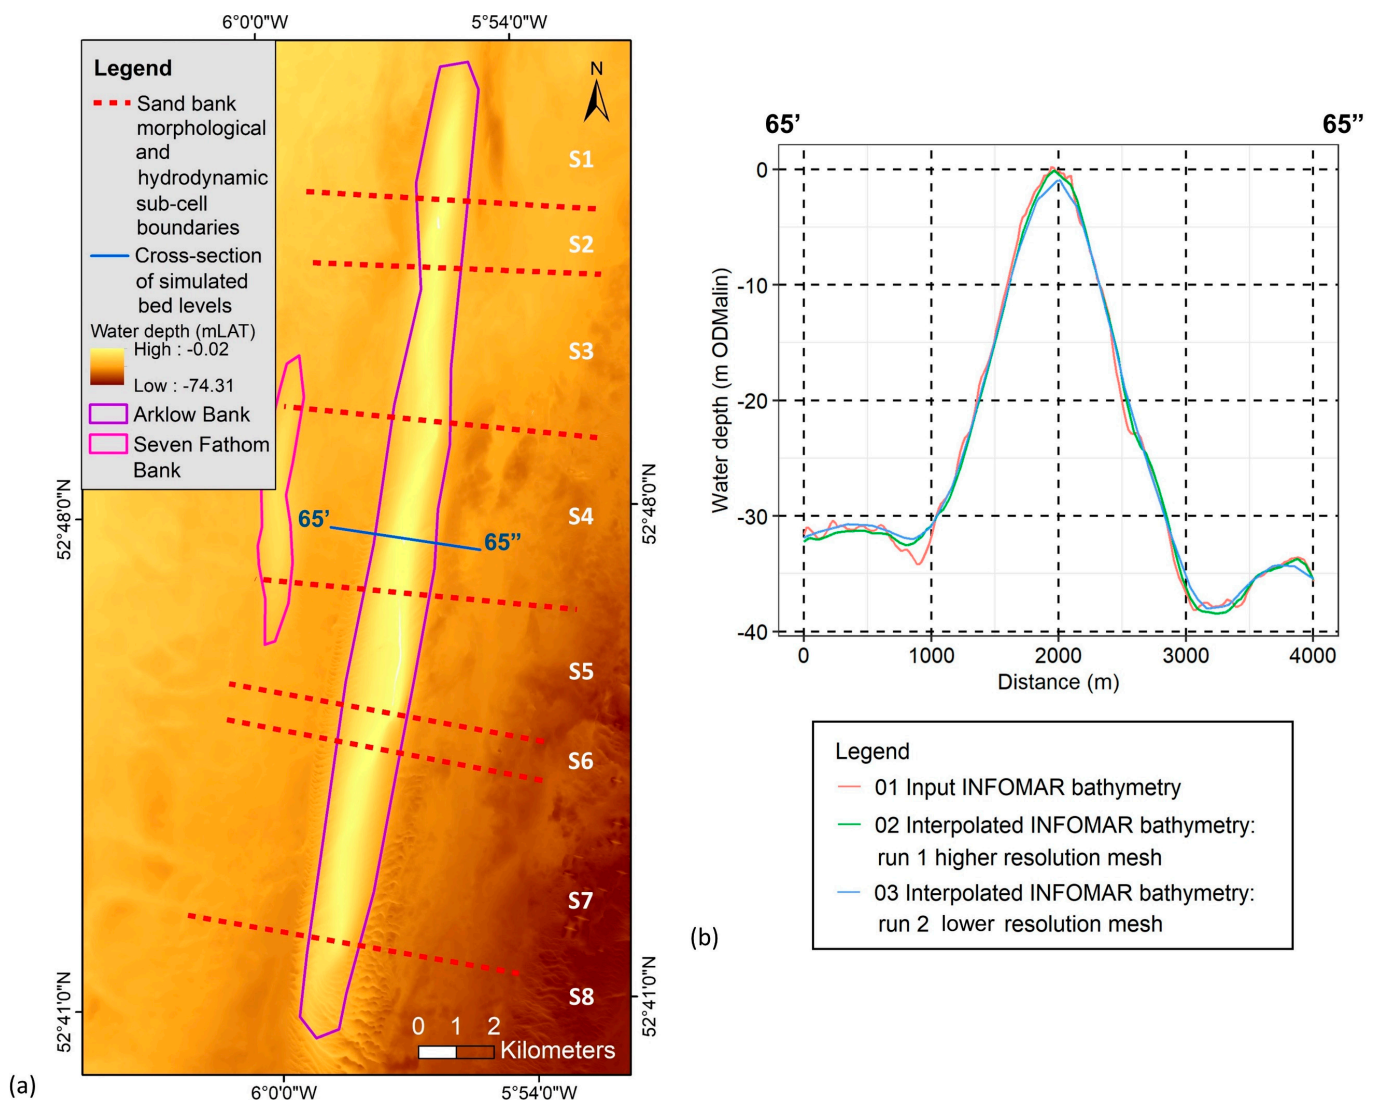 6°0'0"W
5°54'0"W
Legend
Sand bank
morphological
and
hydrodynamic
sub-cell
boundaries
Cross-section
of simulated
bed levels
Water depth (mLAT)
High : -0.02
Low : -74.31
Arklow Bank
Seven Fathom
Bank
N
S1
S2
S3
S4
S5
S6
S7
S8
65’
65”
52°48'0"N
52°48'0"N
52°41'0"N
52°41'0"N
0 1 2
Kilometers
6°0'0"W
5°54'0"W
(a)
65’
65”
Water depth (m ODMalin)
0
-10
-20
-30
-40
0 1000 2000 3000 4000
Distance (m)
Legend
01 Input INFOMAR bathymetry
02 Interpolated INFOMAR bathymetry:
run 1 higher resolution mesh
03 Interpolated INFOMAR bathymetry:
run 2 lower resolution mesh
(b)